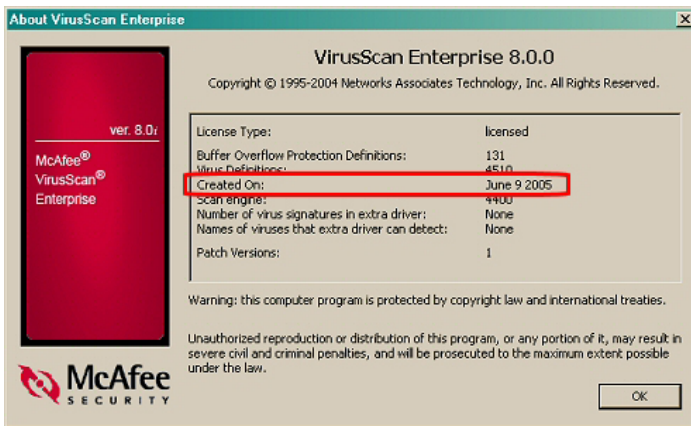 About VirusScan Enterprise
VirusScan Enterprise 8.0.0
Copyright © 1995-2004 Networks Associates Technology, Inc. All Rights Reserved.
ver. 8.0i
McAfee®
VirusScan®
Enterprise
License Type: licensed
Buffer Overflow Protection Definitions: 131
Virus Definitions: 4510
Created On: June 9 2005
Scan engine: 4400
Number of virus signatures in extra driver: None
Names of viruses that extra driver can detect: None
Patch Versions: 1
Warning: this computer program is protected by copyright law and international treaties.
Unauthorized reproduction or distribution of this program, or any portion of it, may result in
severe civil and criminal penalties, and will be prosecuted to the maximum extent possible
under the law.
McAfee
SECURITY
OK